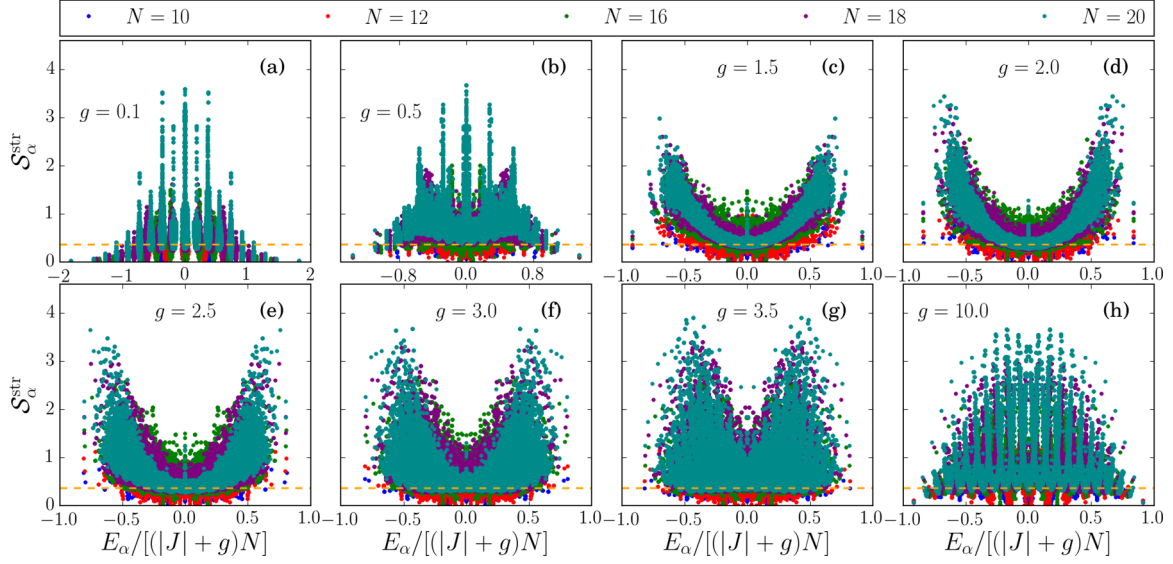 N = 10 N = 12 N = 16 N = 18 N = 20
(a) (b) (c) (d)
g = 0.1 g = 0.5 g = 1.5 g = 2.0
4
3
2
1
0
S_α^str
−2 −1 0 1 2 −0.8 0.0 0.8 −1.0 −0.5 0.0 0.5 1.0 −1.0 −0.5 0.0 0.5 1.0
(e) (f) (g) (h)
g = 2.5 g = 3.0 g = 3.5 g = 10.0
4
3
2
1
0
S_α^str
−1.0 −0.5 0.0 0.5 1.0 −1.0 −0.5 0.0 0.5 1.0 −1.0 −0.5 0.0 0.5 1.0 −1.0 −0.5 0.0 0.5 1.0
E_α/[(|J| + g)N] E_α/[(|J| + g)N] E_α/[(|J| + g)N] E_α/[(|J| + g)N]